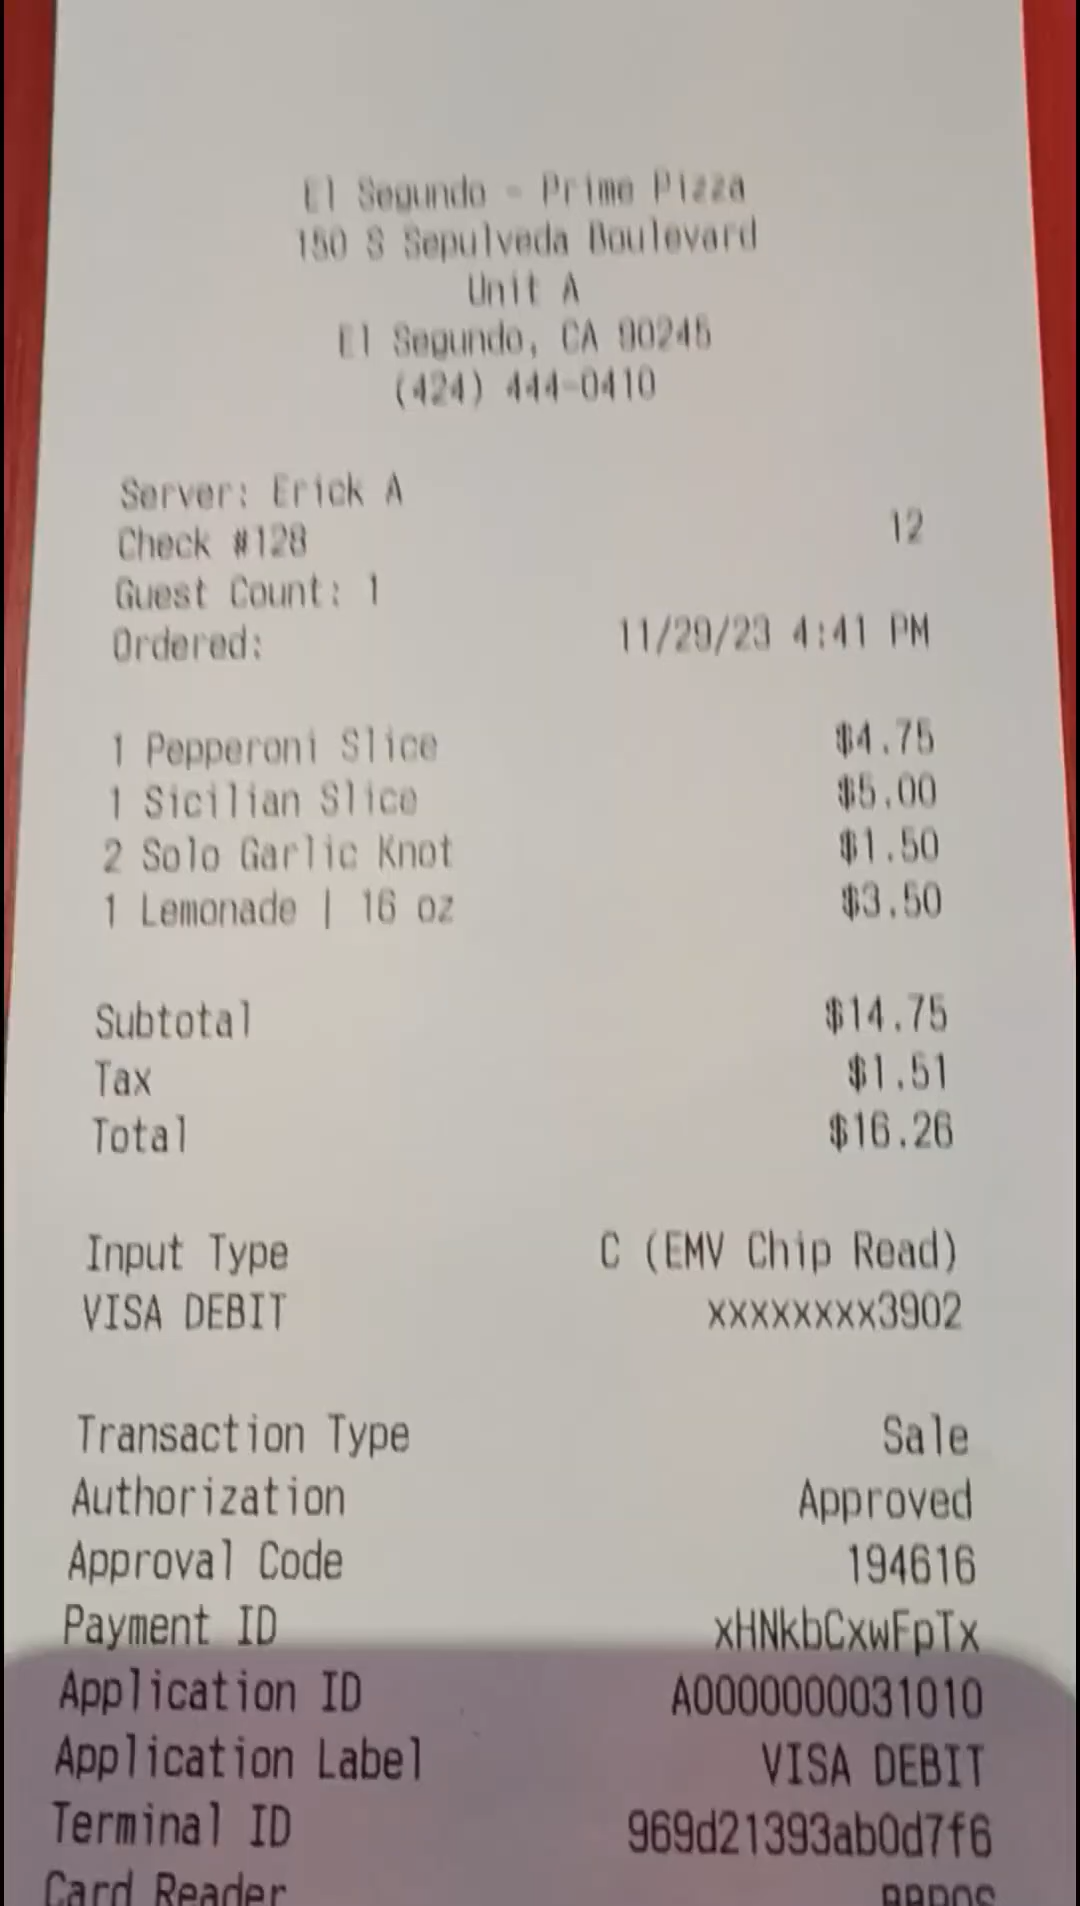 El Segundo - Prime Pizza
150 S Sepulveda Boulevard
Unit A
El Segundo, CA 90245
(424) 444-0410
Server: Erick A
Check #128 12
Guest Count: 1
Ordered: 11/29/23 4:41 PM
1 Pepperoni Slice $4.75
1 Sicilian Slice $5.00
2 Solo Garlic Knot $1.50
1 Lemonade | 16 oz $3.50
Subtotal $14.75
Tax $1.51
Total $16.26
Input Type C (EMV Chip Read)
VISA DEBIT xxxxxxxx3902
Transaction Type Sale
Authorization Approved
Approval Code 194616
Payment ID xHNkbCxwFpTx
Application ID A0000000031010
Application Label VISA DEBIT
Terminal ID 969d21393ab0d7f6
Card Reader